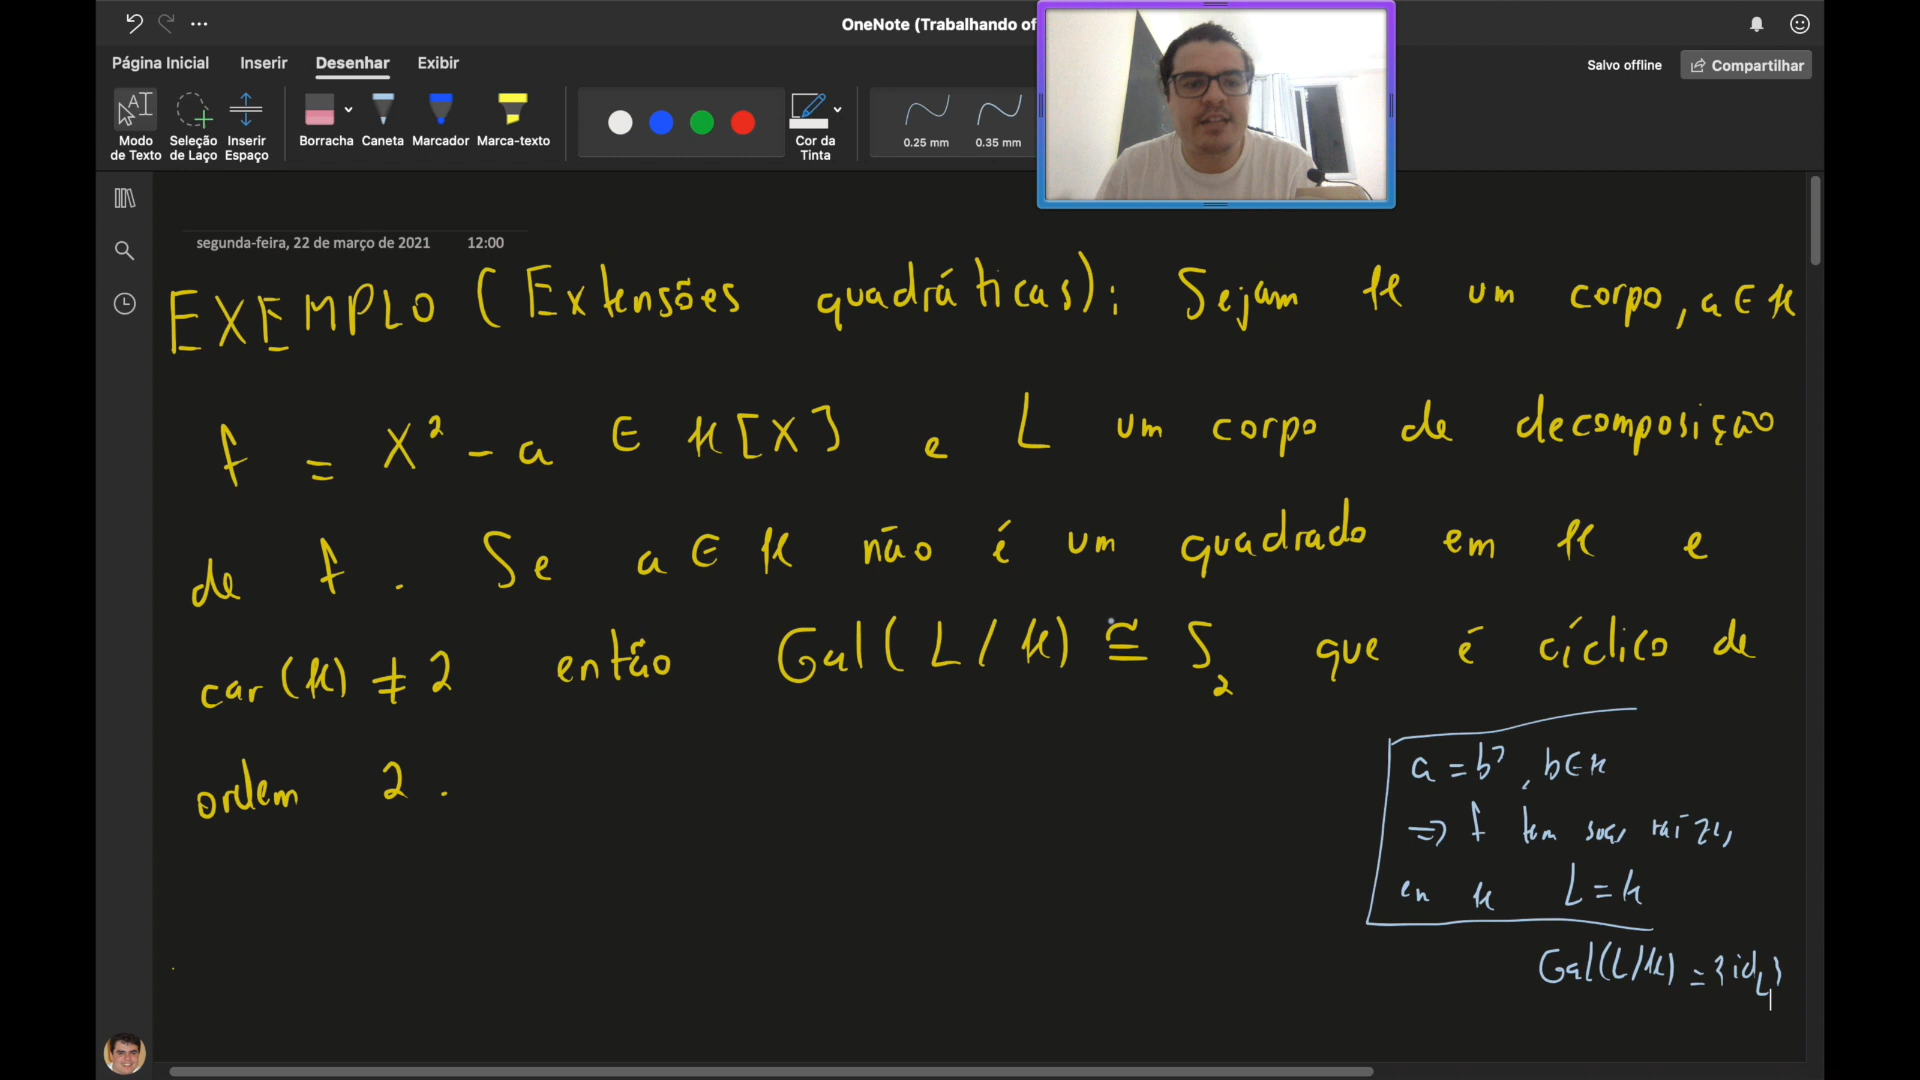 OneNote (Trabalhando of
Página Inicial Inserir Desenhar Exibir
Salvo offline Compartilhar
Modo de Texto
Seleção de Laço
Inserir Espaço
Borracha Caneta Marcador Marca-texto
Cor da Tinta
0.25 mm 0.35 mm
segunda-feira, 22 de março de 2021 12:00
EXEMPLO (Extensões quadráticas): Sejam k um corpo, a ∈ k
f = X² - a ∈ k[X] e L um corpo de decomposição
de f. Se a ∈ k não é um quadrado em k e
car(k) ≠ 2 então Gal(L/k) ≅ S₂ que é cíclico de
ordem 2.
a = b², b ∈ k
⇒ f tem suas raízes
em k L = k
Gal(L/k) = {id_L}